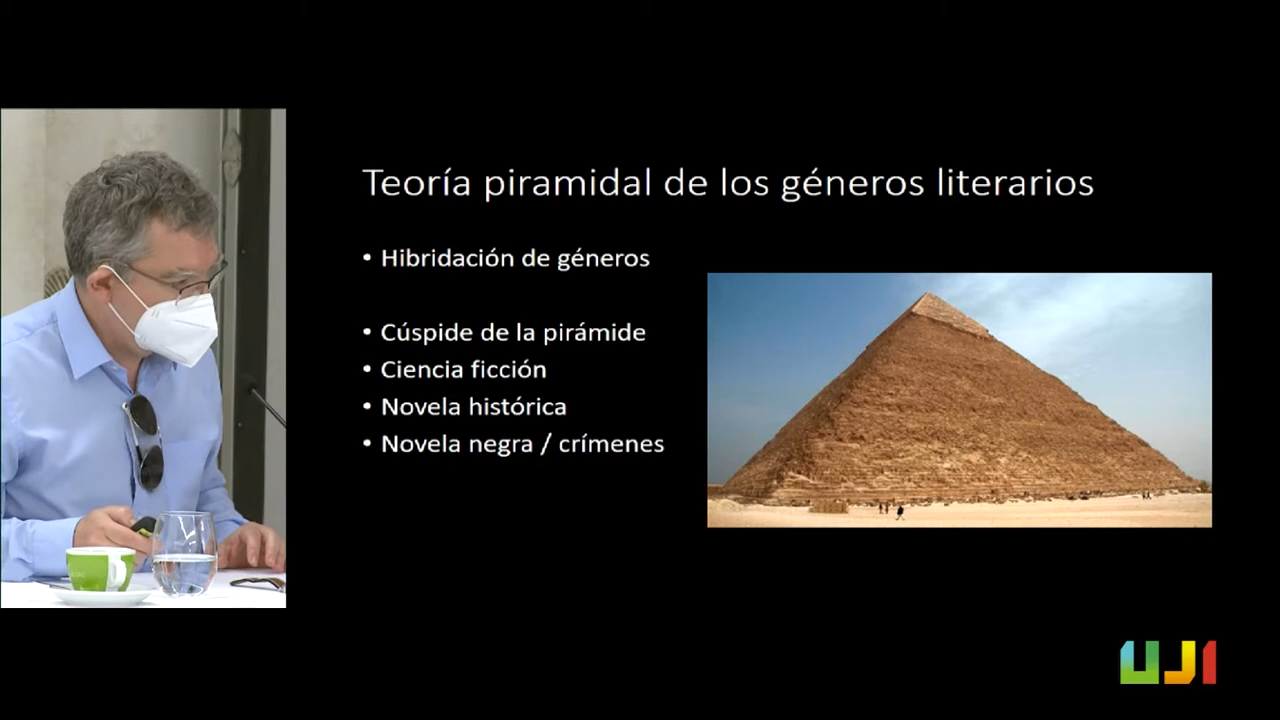 Teoría piramidal de los géneros literarios
• Hibridación de géneros
• Cúspide de la pirámide
• Ciencia ficción
• Novela histórica
• Novela negra / crímenes
UJI